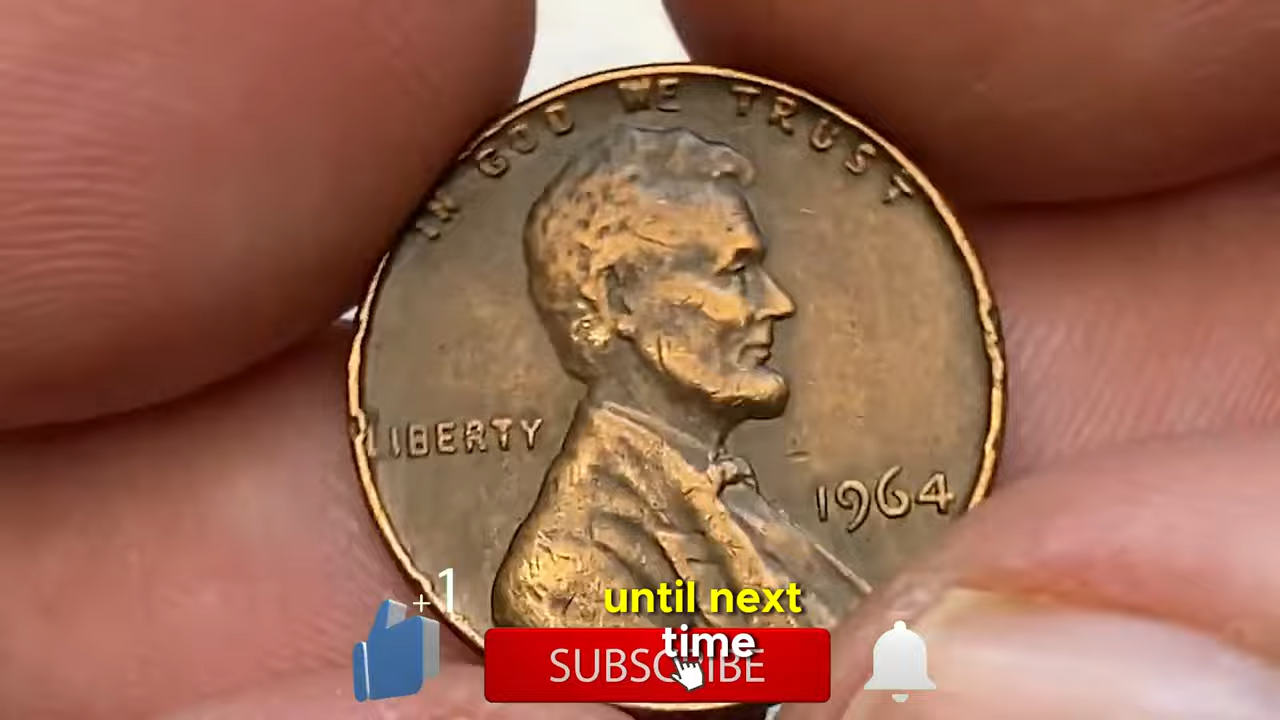 IN GOD WE TRUST
LIBERTY
1964
+1
until next
time
SUBSCRIBE